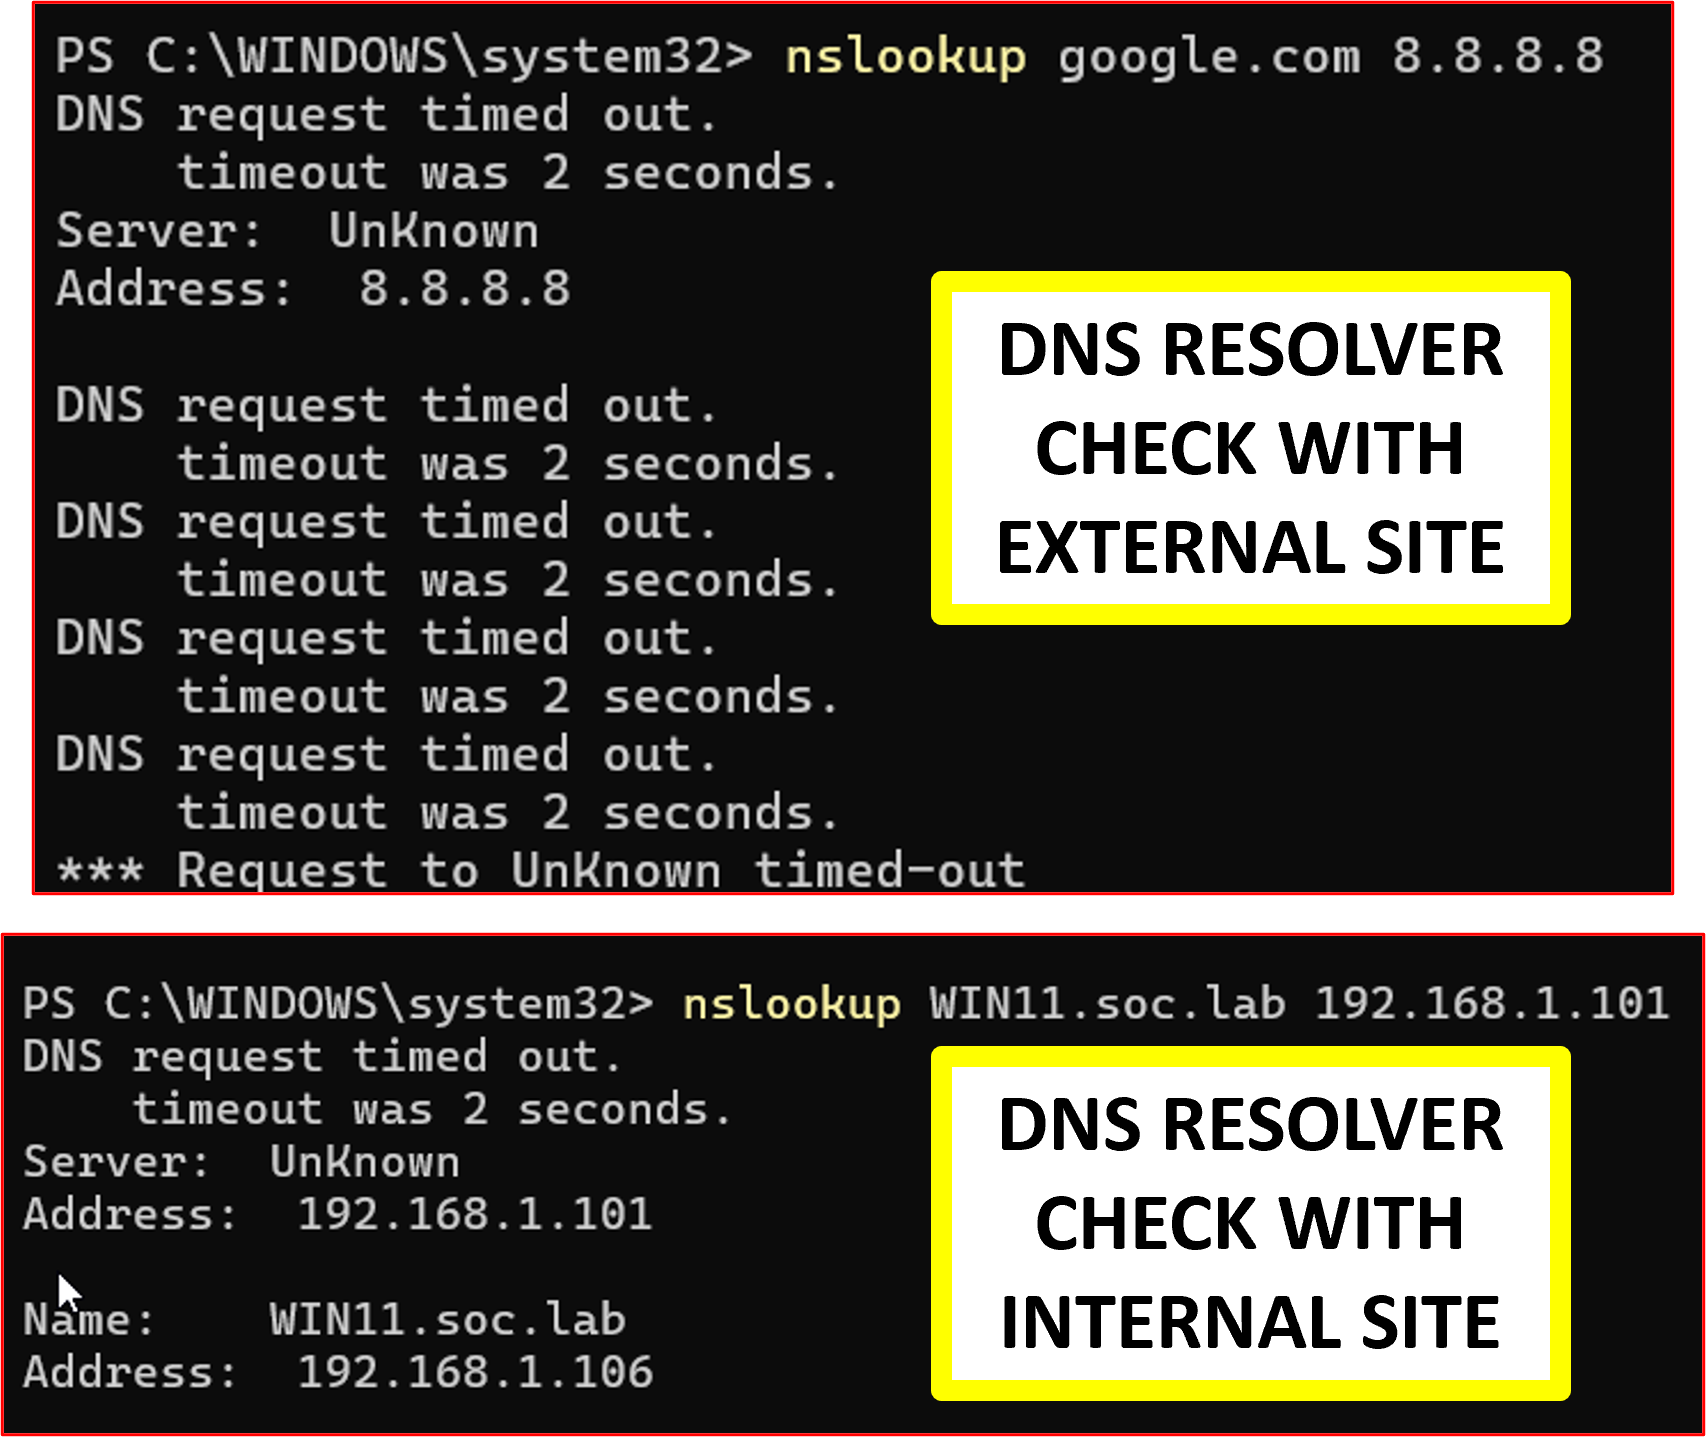 PS C:\WINDOWS\system32> nslookup google.com 8.8.8.8
DNS request timed out.
    timeout was 2 seconds.
Server:  UnKnown
Address:  8.8.8.8
DNS request timed out.
    timeout was 2 seconds.
DNS request timed out.
    timeout was 2 seconds.
DNS request timed out.
    timeout was 2 seconds.
DNS request timed out.
    timeout was 2 seconds.
*** Request to UnKnown timed-out
DNS RESOLVER
CHECK WITH
EXTERNAL SITE
PS C:\WINDOWS\system32> nslookup WIN11.soc.lab 192.168.1.101
DNS request timed out.
    timeout was 2 seconds.
Server:  UnKnown
Address:  192.168.1.101
Name:    WIN11.soc.lab
Address:  192.168.1.106
DNS RESOLVER
CHECK WITH
INTERNAL SITE